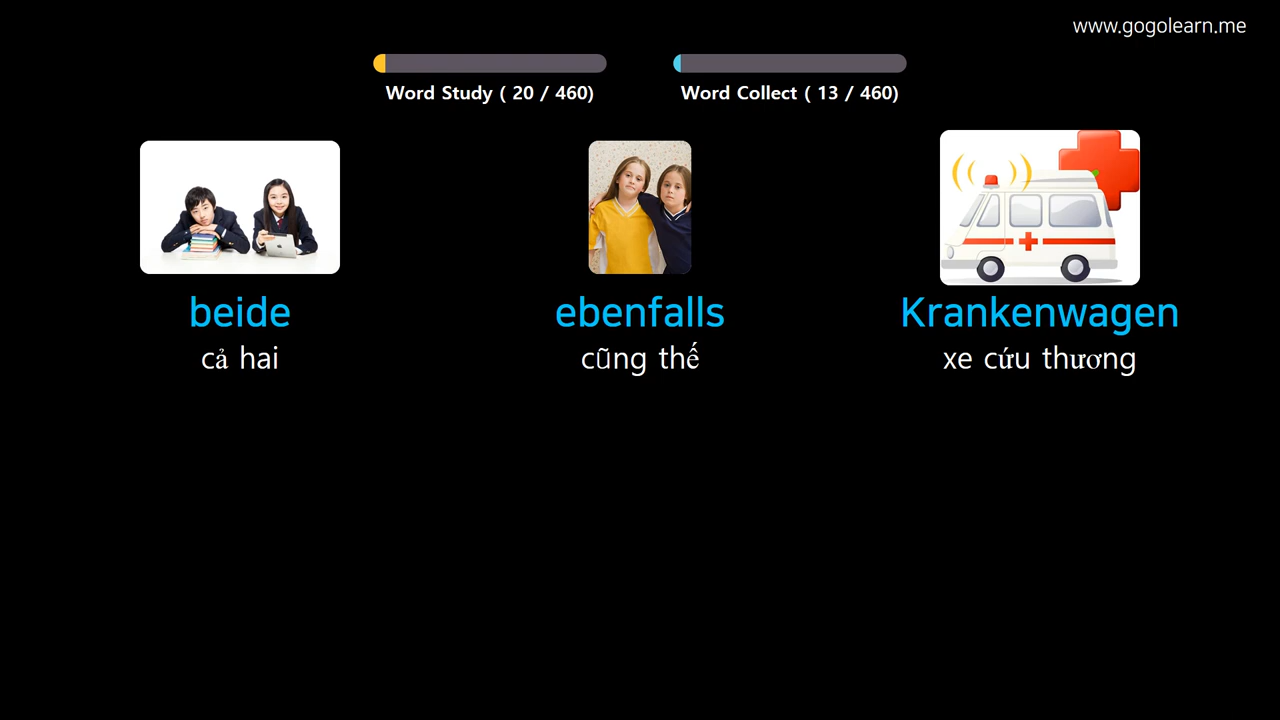 www.gogolearn.me
Word Study ( 20 / 460)
Word Collect ( 13 / 460)
beide
cả hai
ebenfalls
cũng thế
Krankenwagen
xe cứu thương